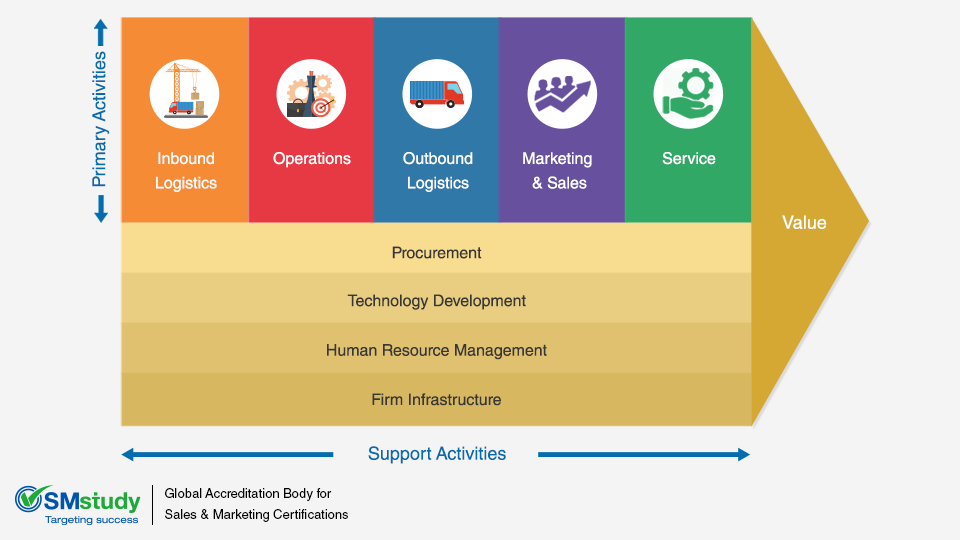 Primary Activities
Inbound
Logistics
Operations
Outbound
Logistics
Marketing
& Sales
Service
Value
Procurement
Technology Development
Human Resource Management
Firm Infrastructure
Support Activities
SMstudy
Targeting success
Global Accreditation Body for
Sales & Marketing Certifications